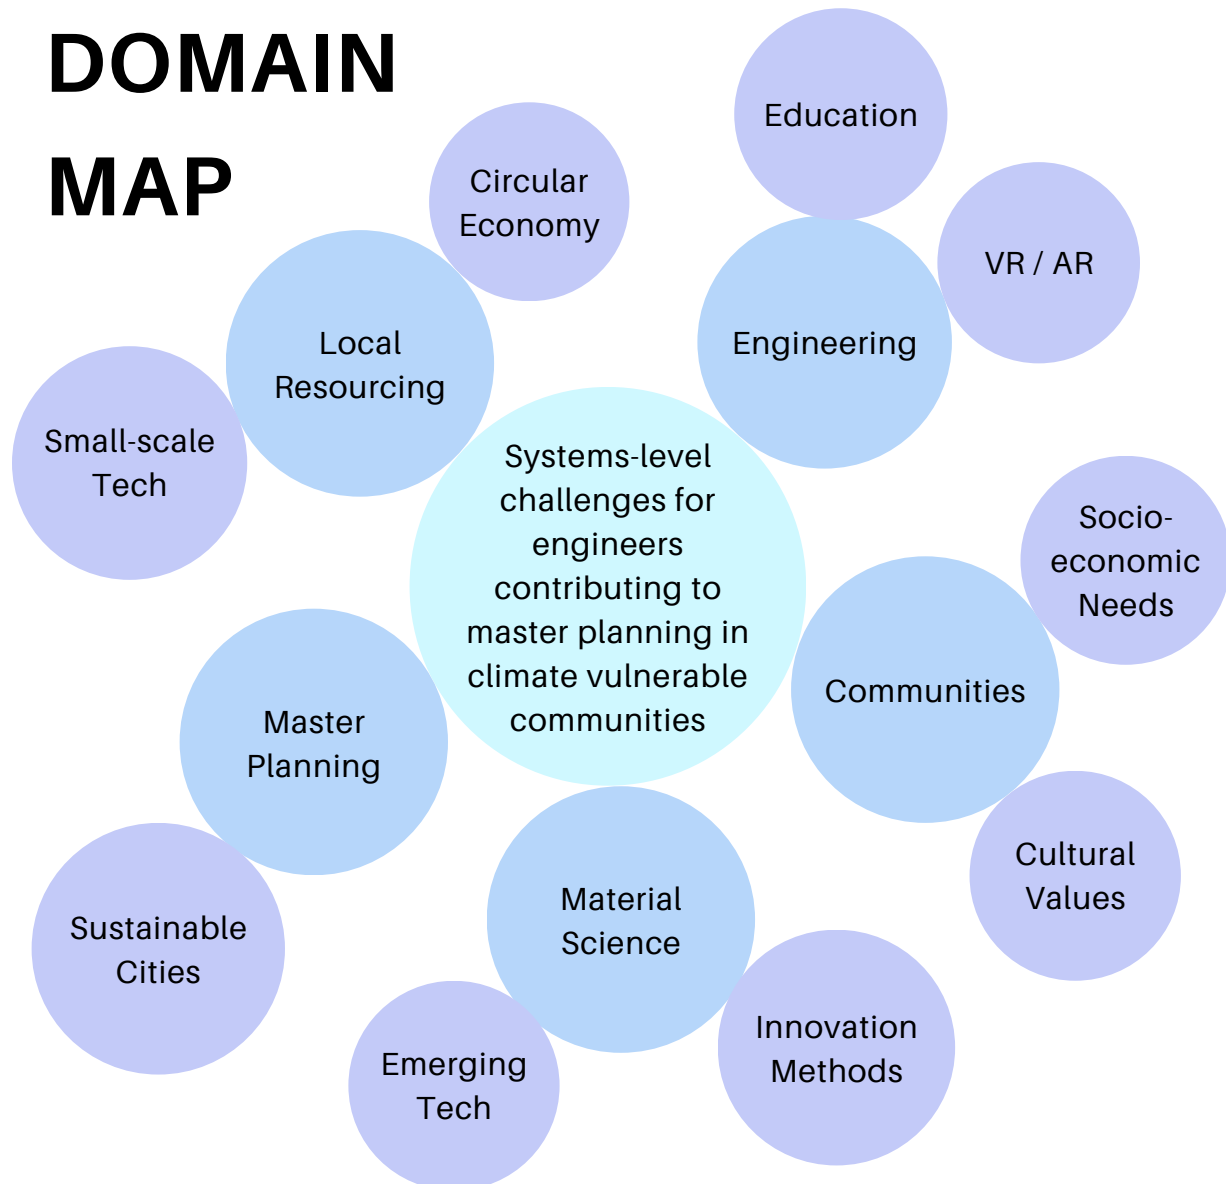 DOMAIN
MAP
Education
Circular
Economy
VR / AR
Local
Resourcing
Engineering
Small-scale
Tech
Systems-level
challenges for
engineers
contributing to
master planning in
climate vulnerable
communities
Socio-
economic
Needs
Communities
Master
Planning
Cultural
Values
Material
Science
Sustainable
Cities
Innovation
Methods
Emerging
Tech